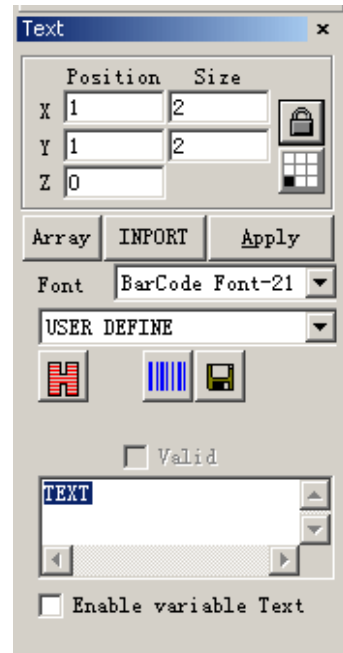 Text
Position Size
X 1 2
Y 1 2
Z 0
Array INPORT Apply
Font BarCode Font-21
USER DEFINE
Valid
TEXT
Enable variable Text